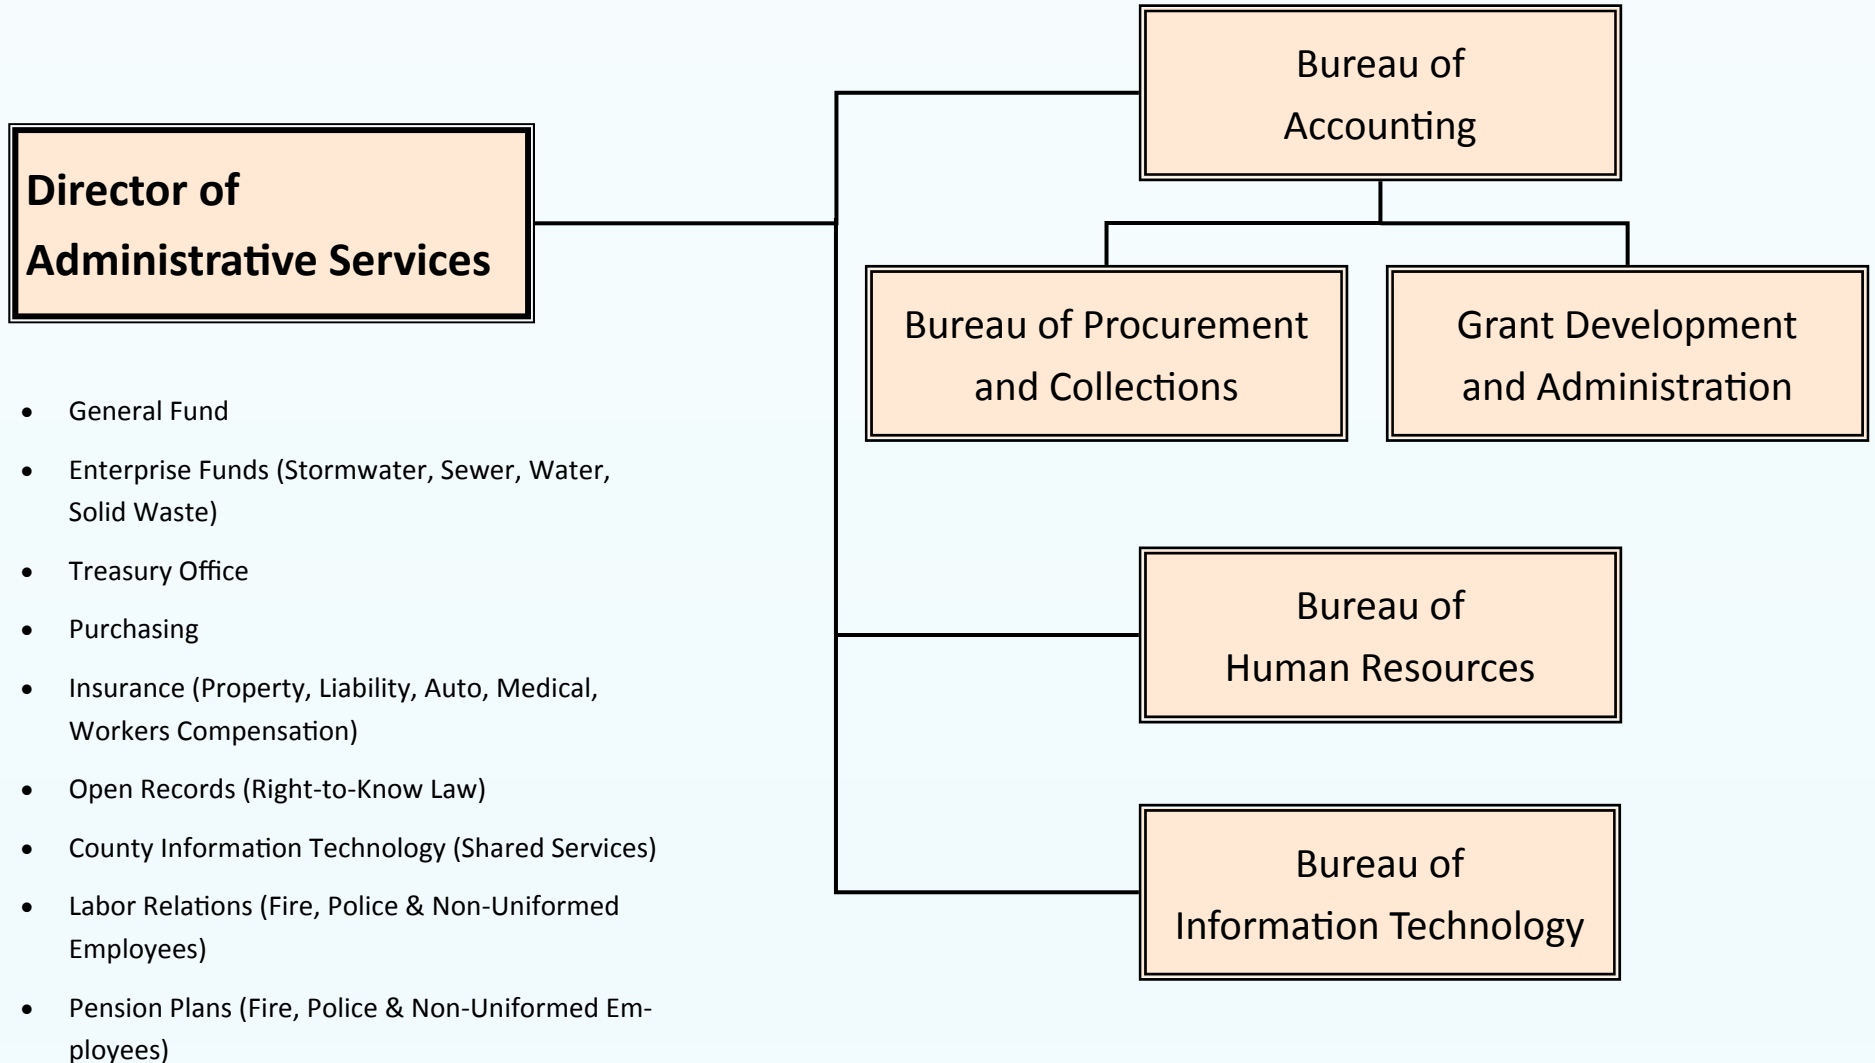 Director of
Administrative Services
Bureau of
Accounting
Bureau of Procurement
and Collections
Grant Development
and Administration
Bureau of
Human Resources
Bureau of
Information Technology
• General Fund
• Enterprise Funds (Stormwater, Sewer, Water,
Solid Waste)
• Treasury Office
• Purchasing
• Insurance (Property, Liability, Auto, Medical,
Workers Compensation)
• Open Records (Right-to-Know Law)
• County Information Technology (Shared Services)
• Labor Relations (Fire, Police & Non-Uniformed
Employees)
• Pension Plans (Fire, Police & Non-Uniformed Em-
ployees)